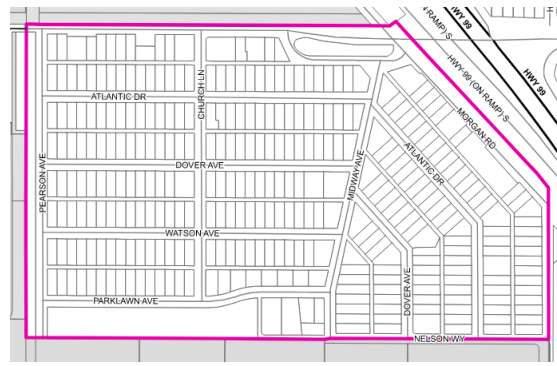 HWY 99
HWY 99
HWY-99 (ON RAMP) S
CHURCH LN
ATLANTIC DR
MORGAN RD
PEARSON AVE
DOVER AVE
MIDWAY AVE
ATLANTIC DR
WATSON AVE
DOVER AVE
PARKLAWN AVE
NELSON WY